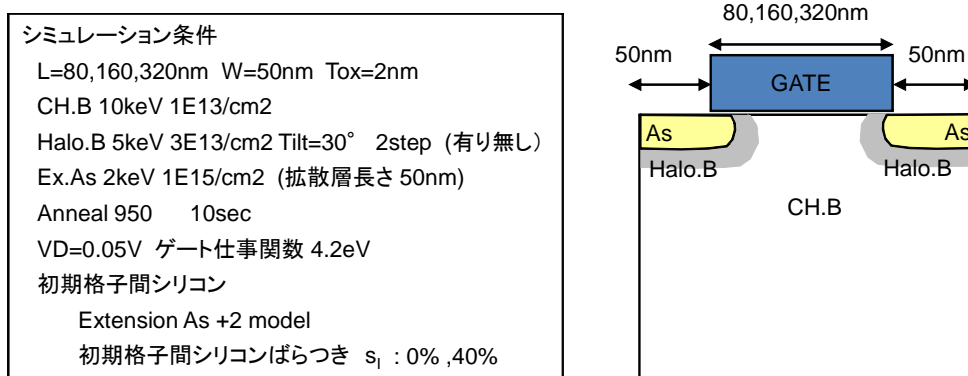 シミュレーション条件
L=80,160,320nm W=50nm Tox=2nm
CH.B 10keV 1E13/cm2
Halo.B 5keV 3E13/cm2 Tilt=30° 2step (有り無し)
Ex.As 2keV 1E15/cm2 (拡散層長さ 50nm)
Anneal 950 10sec
VD=0.05V ゲート仕事関数 4.2eV
初期格子間シリコン
Extension As +2 model
初期格子間シリコンばらつき sI : 0% ,40%
80,160,320nm
50nm
50nm
GATE
As
As
Halo.B
Halo.B
CH.B